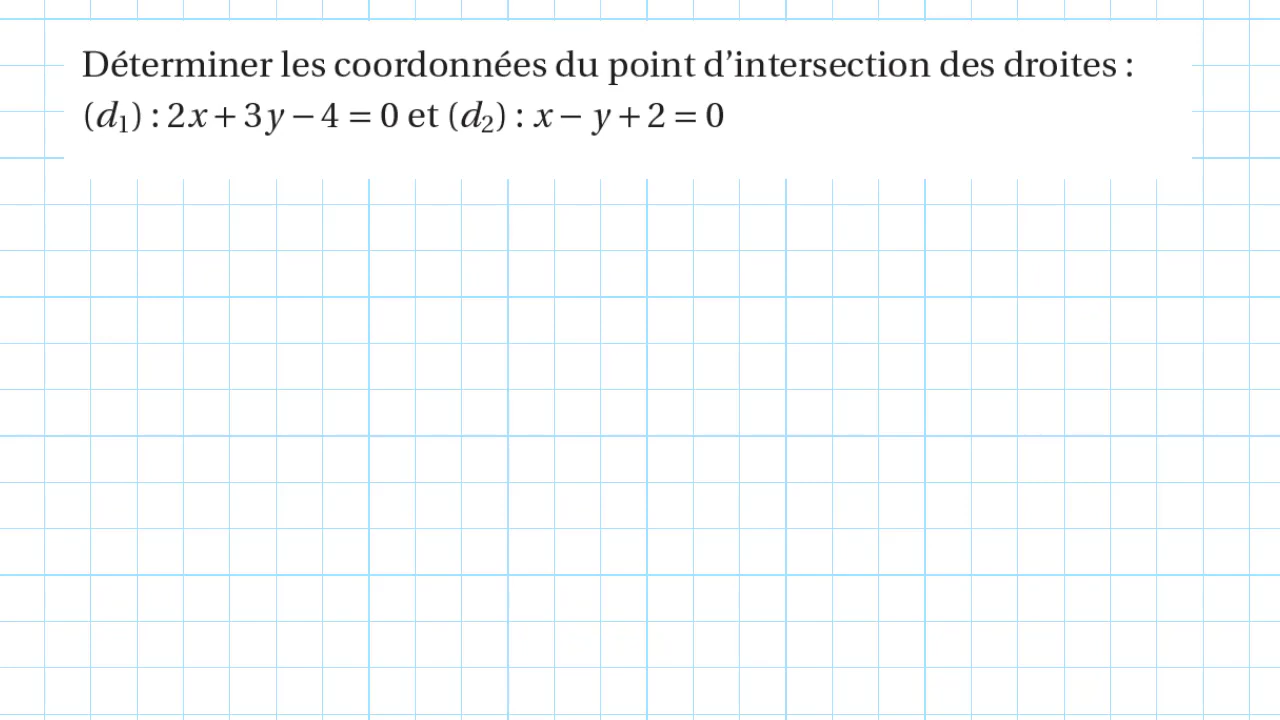 Déterminer les coordonnées du point d’intersection des droites :
(d₁) : 2x + 3y − 4 = 0 et (d₂) : x − y + 2 = 0